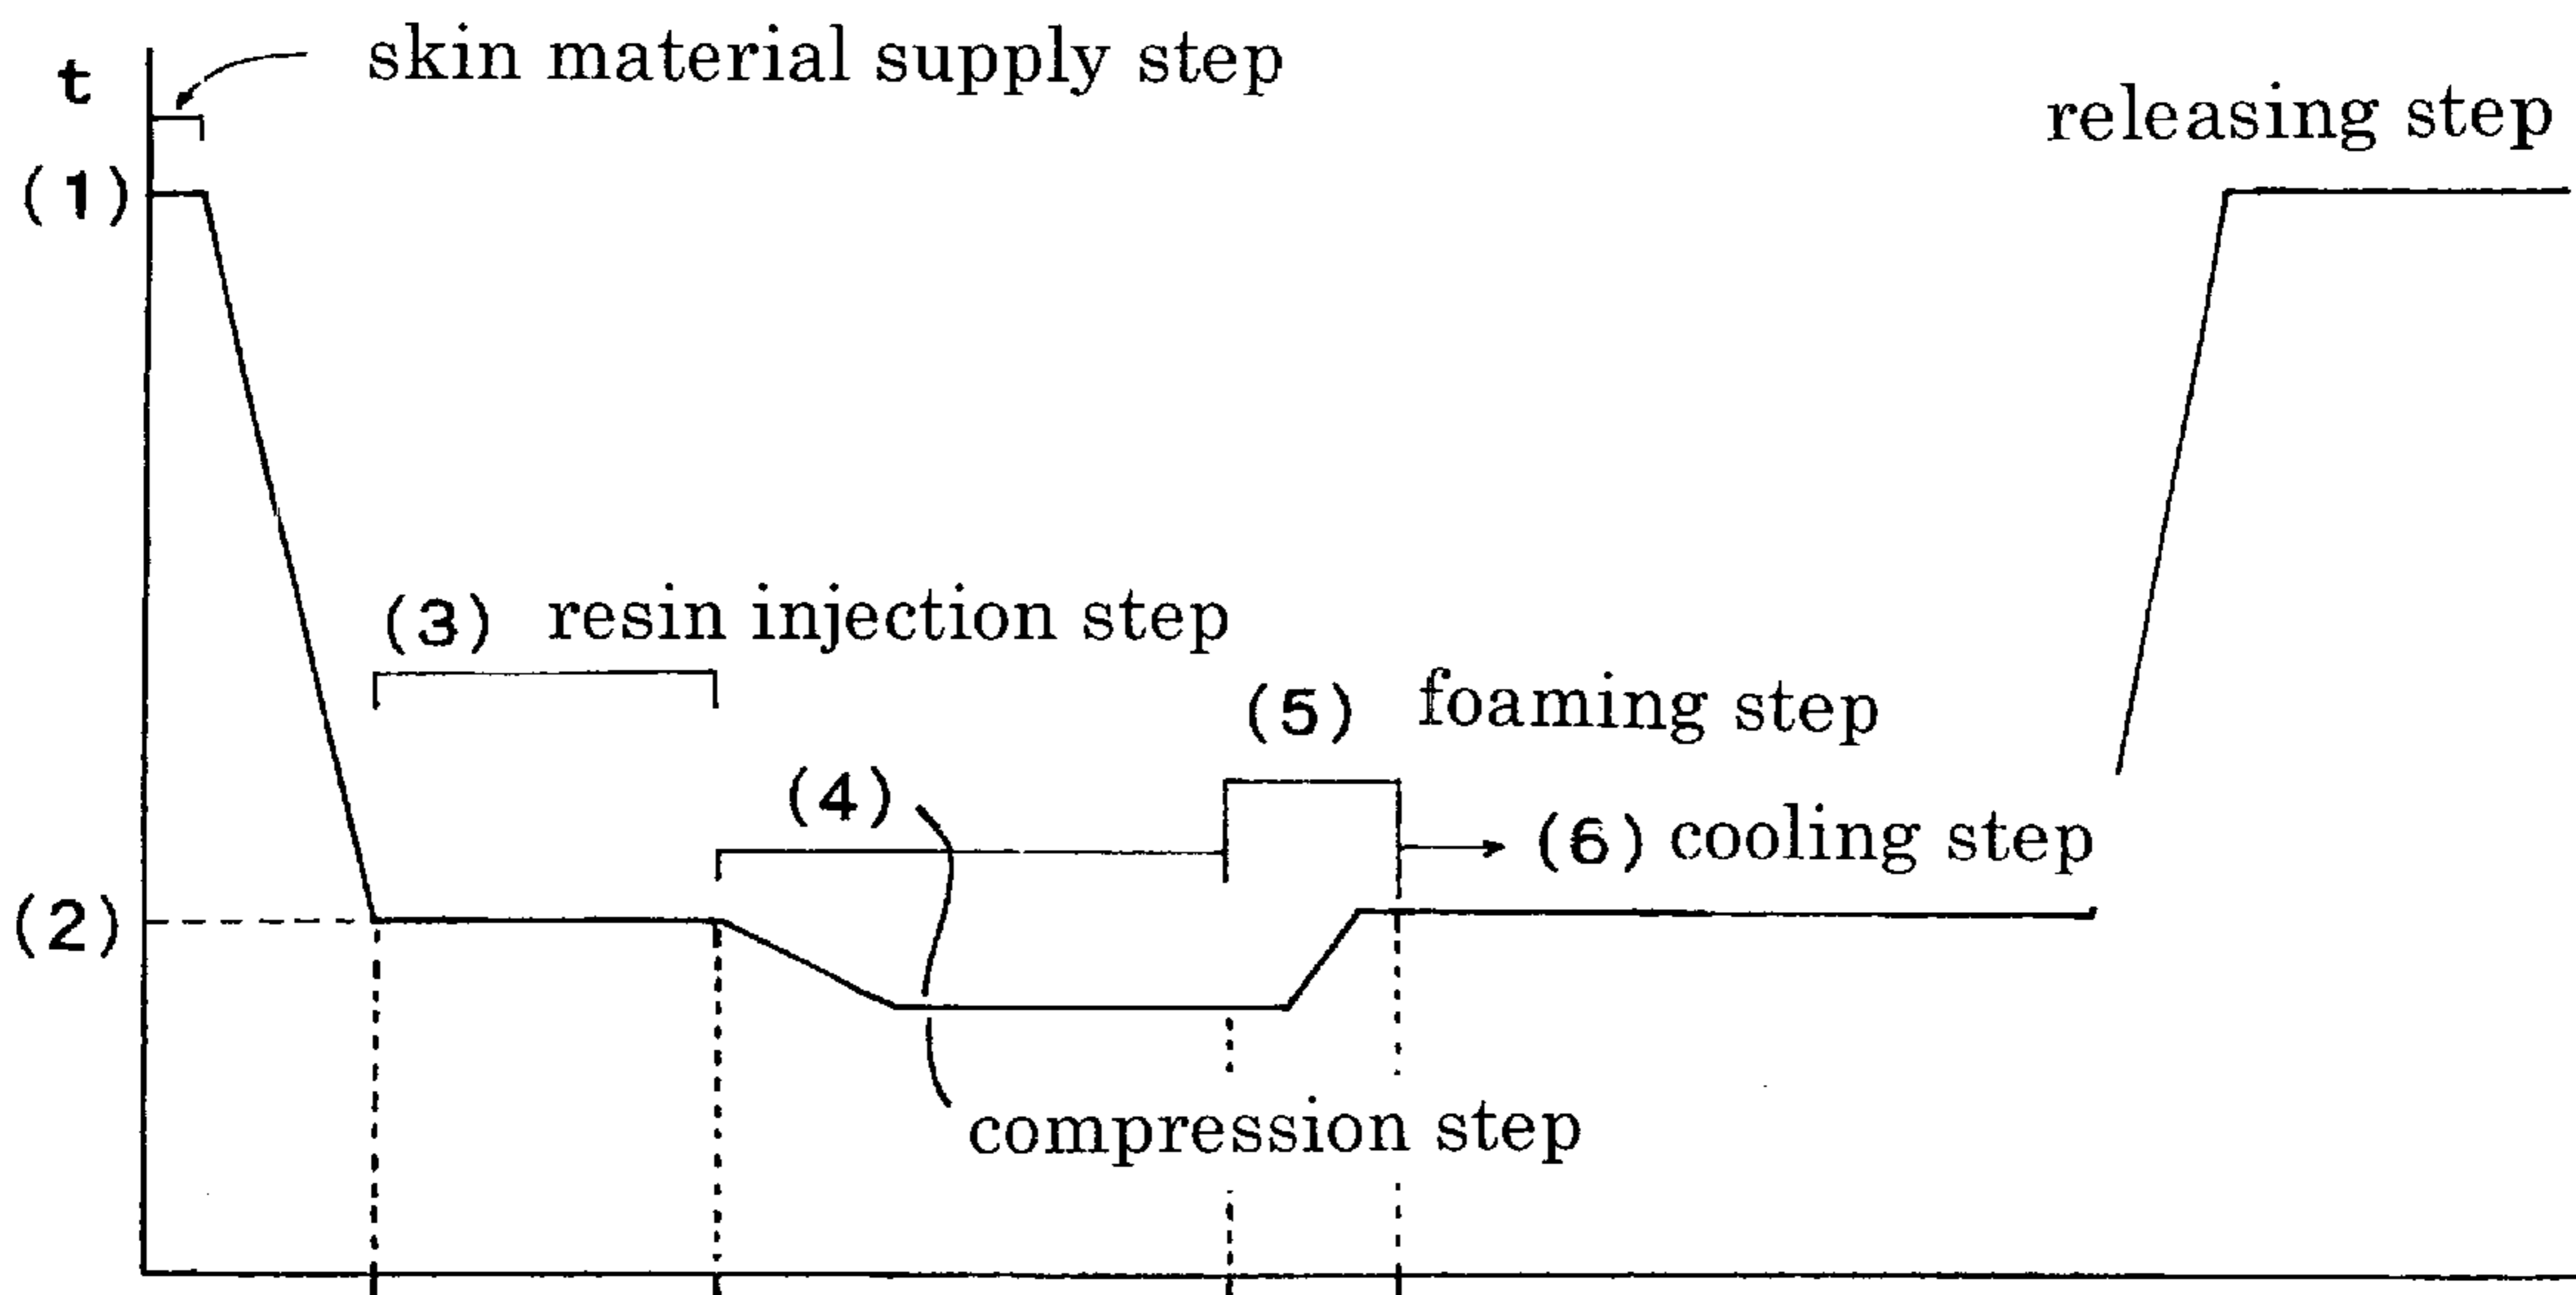 skin material supply step
t
releasing step
(1)
(3) resin injection step
(5) foaming step
(4)
(6) cooling step
(2)
compression step